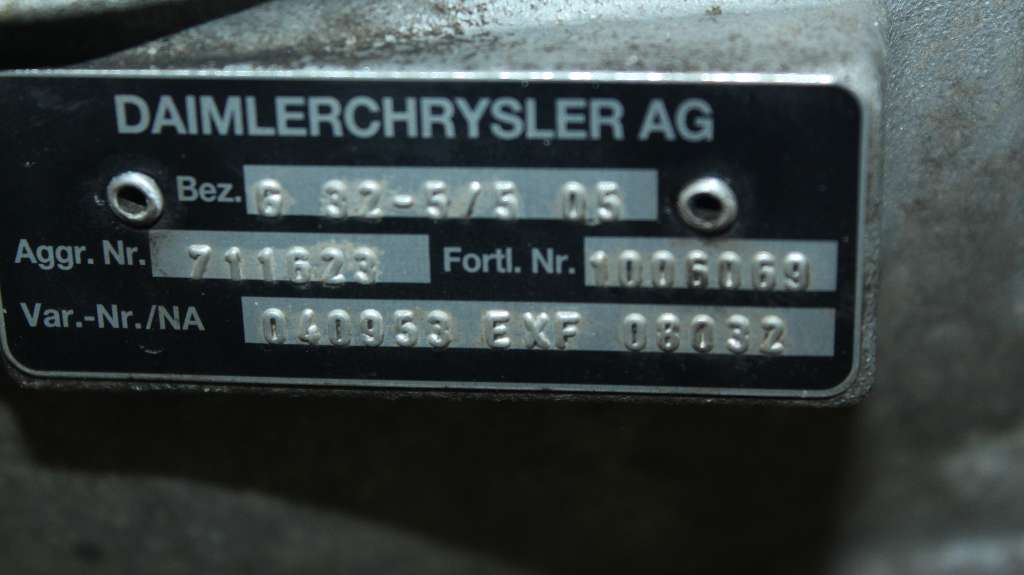 DAIMLERCHRYSLER AG
Bez. G 32-5/5 05
Aggr. Nr. 711623 Fortl. Nr. 1006069
Var.-Nr./NA 040953 EXF 08032